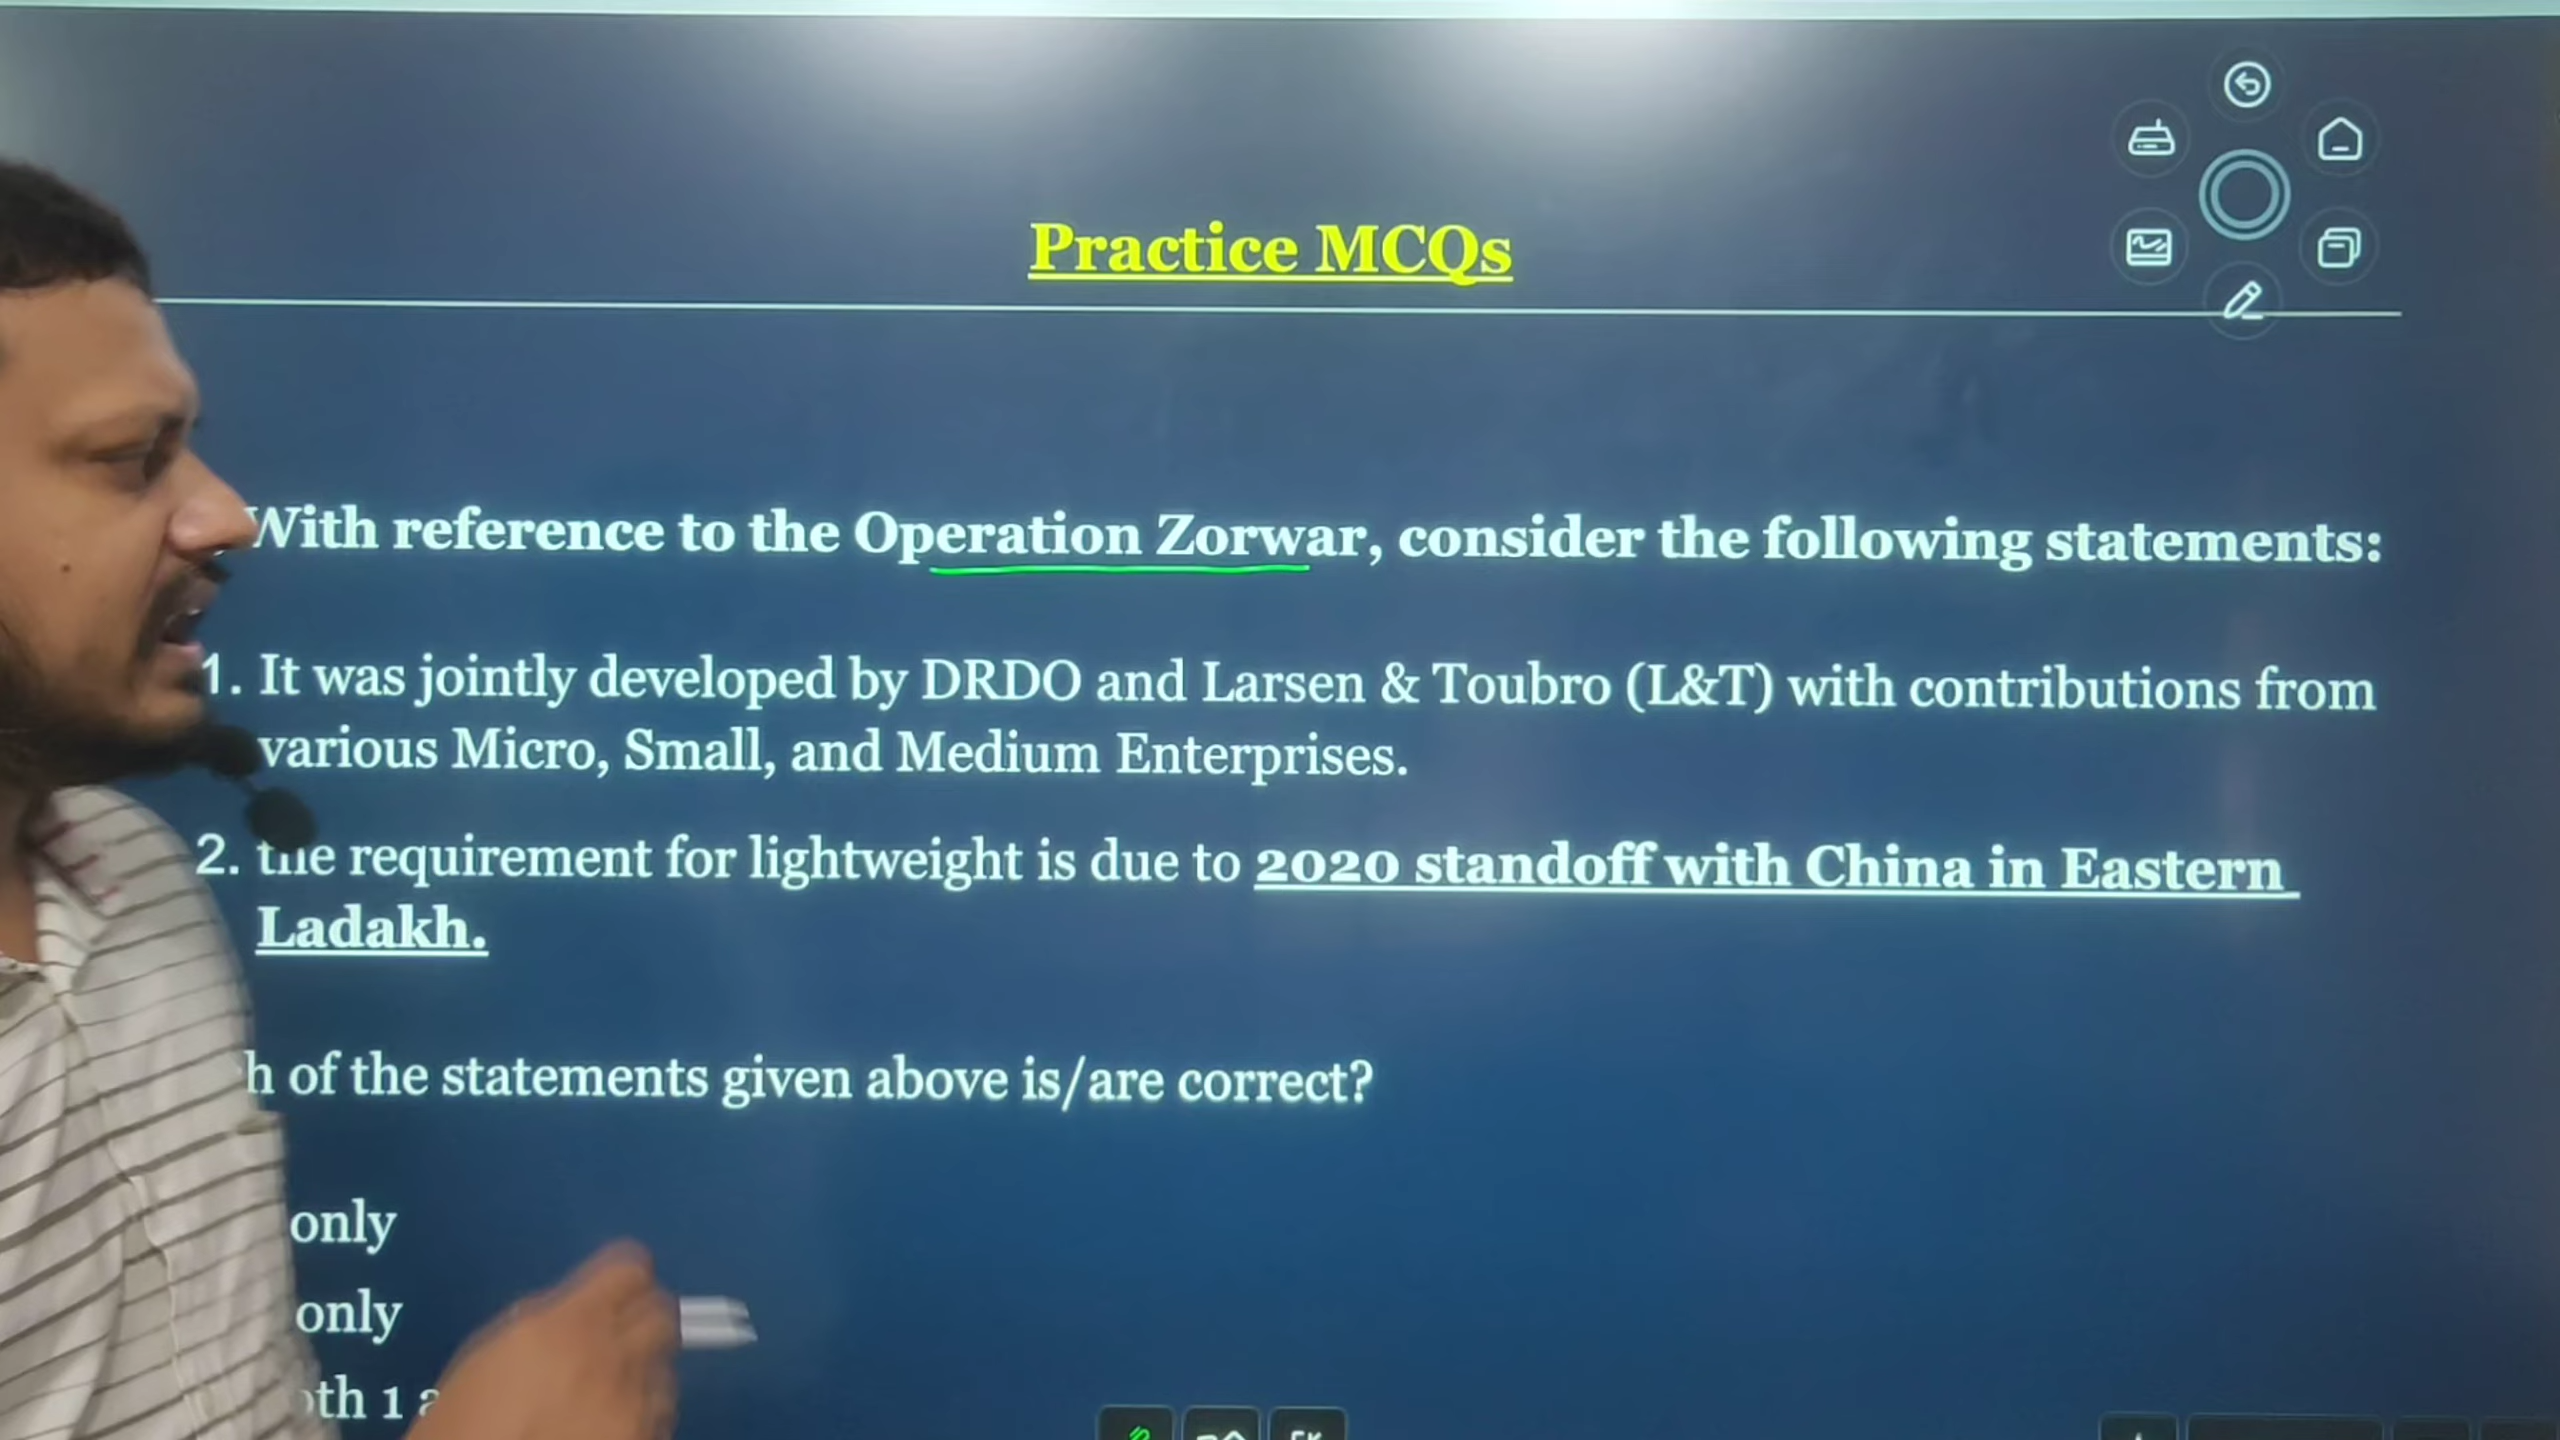 Practice MCQs
With reference to the Operation Zorwar, consider the following statements:
1. It was jointly developed by DRDO and Larsen & Toubro (L&T) with contributions from
various Micro, Small, and Medium Enterprises.
2. the requirement for lightweight is due to 2020 standoff with China in Eastern
Ladakh.
of the statements given above is/are correct?
only
only
1